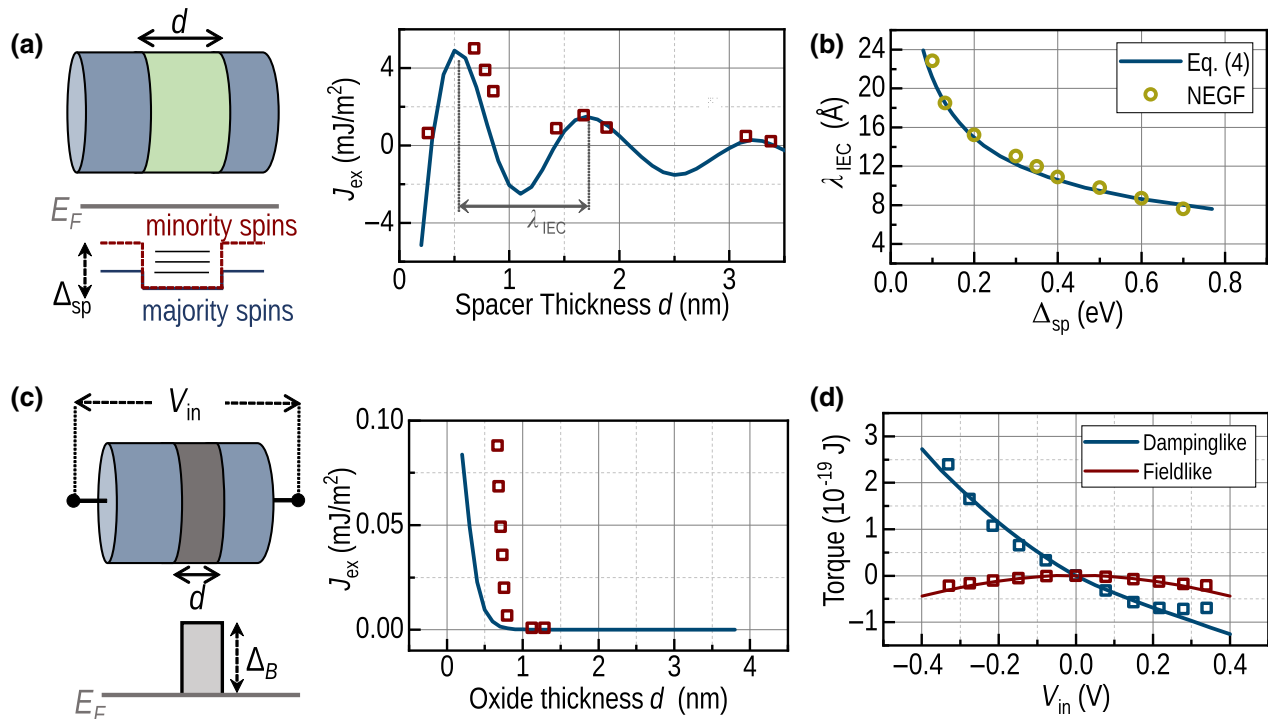 (a)
d
E_F
minority spins
Δ_sp
majority spins
J_ex (mJ/m²)
4
0
−4
λ_IEC
0
1
2
3
Spacer Thickness d (nm)
(b)
λ_IEC (Å)
24
20
16
12
8
4
Eq. (4)
NEGF
0.0
0.2
0.4
0.6
0.8
Δ_sp (eV)
(c)
V_in
d
Δ_B
E_F
J_ex (mJ/m²)
0.10
0.05
0.00
0
1
2
3
4
Oxide thickness d (nm)
(d)
Torque (10⁻¹⁹ J)
3
2
1
0
−1
Dampinglike
Fieldlike
−0.4
−0.2
0.0
0.2
0.4
V_in (V)